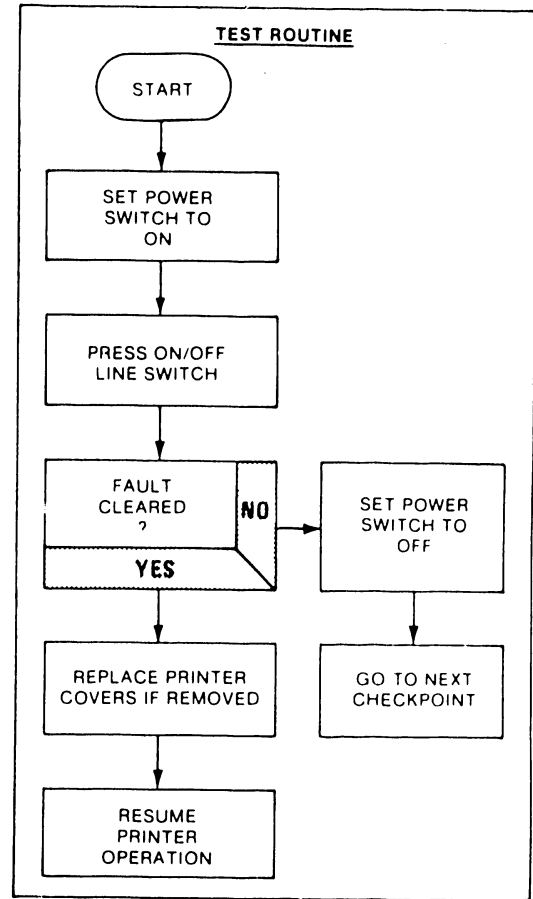 TEST ROUTINE
START
SET POWER
SWITCH TO
ON
PRESS ON/OFF
LINE SWITCH
FAULT
CLEARED
?
NO
YES
SET POWER
SWITCH TO
OFF
REPLACE PRINTER
COVERS IF REMOVED
GO TO NEXT
CHECKPOINT
RESUME
PRINTER
OPERATION